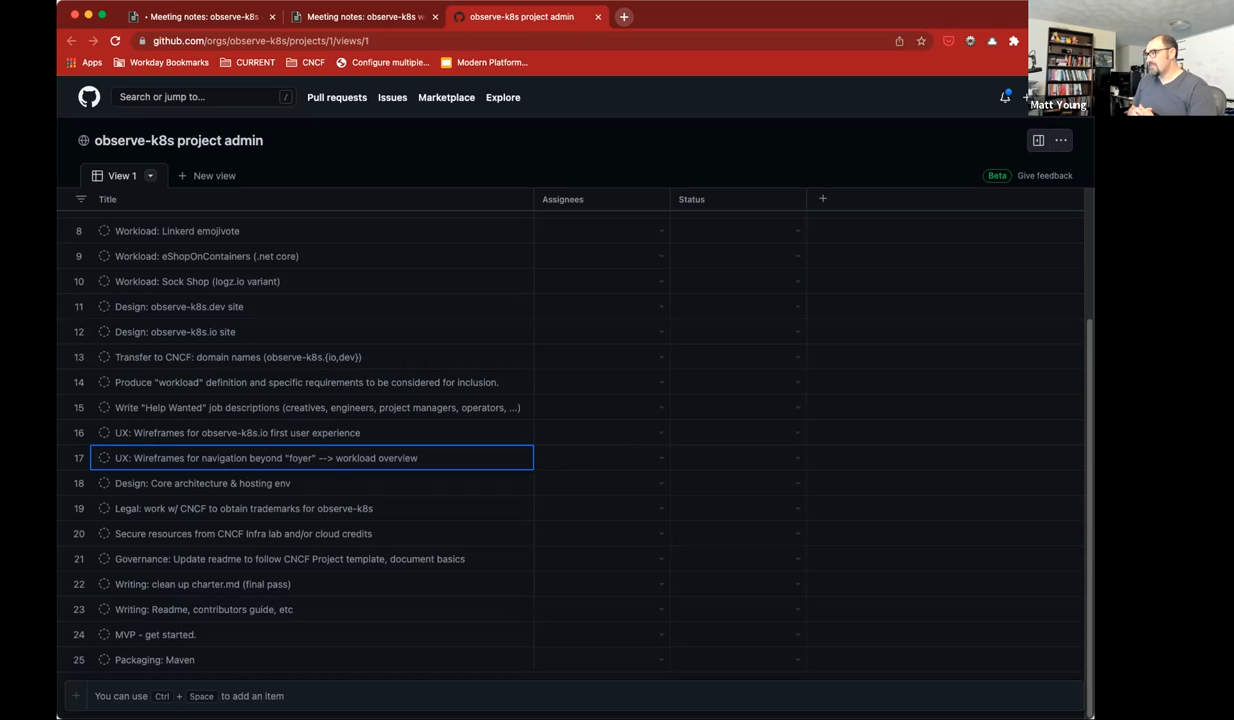 • Meeting notes: observe-k8s
Meeting notes: observe-k8s w
observe-k8s project admin
github.com/orgs/observe-k8s/projects/1/views/1
Apps
Workday Bookmarks
CURRENT
CNCF
Configure multiple...
Modern Platform...
Search or jump to...
/
Pull requests
Issues
Marketplace
Explore
Matt Young
observe-k8s project admin
View 1
+ New view
Beta
Give feedback
Title
Assignees
Status
8 Workload: Linkerd emojivote
9 Workload: eShopOnContainers (.net core)
10 Workload: Sock Shop (logz.io variant)
11 Design: observe-k8s.dev site
12 Design: observe-k8s.io site
13 Transfer to CNCF: domain names (observe-k8s.{io,dev})
14 Produce "workload" definition and specific requirements to be considered for inclusion.
15 Write "Help Wanted" job descriptions (creatives, engineers, project managers, operators, ...)
16 UX: Wireframes for observe-k8s.io first user experience
17 UX: Wireframes for navigation beyond "foyer" --> workload overview
18 Design: Core architecture & hosting env
19 Legal: work w/ CNCF to obtain trademarks for observe-k8s
20 Secure resources from CNCF Infra lab and/or cloud credits
21 Governance: Update readme to follow CNCF Project template, document basics
22 Writing: clean up charter.md (final pass)
23 Writing: Readme, contributors guide, etc
24 MVP - get started.
25 Packaging: Maven
You can use Ctrl + Space to add an item